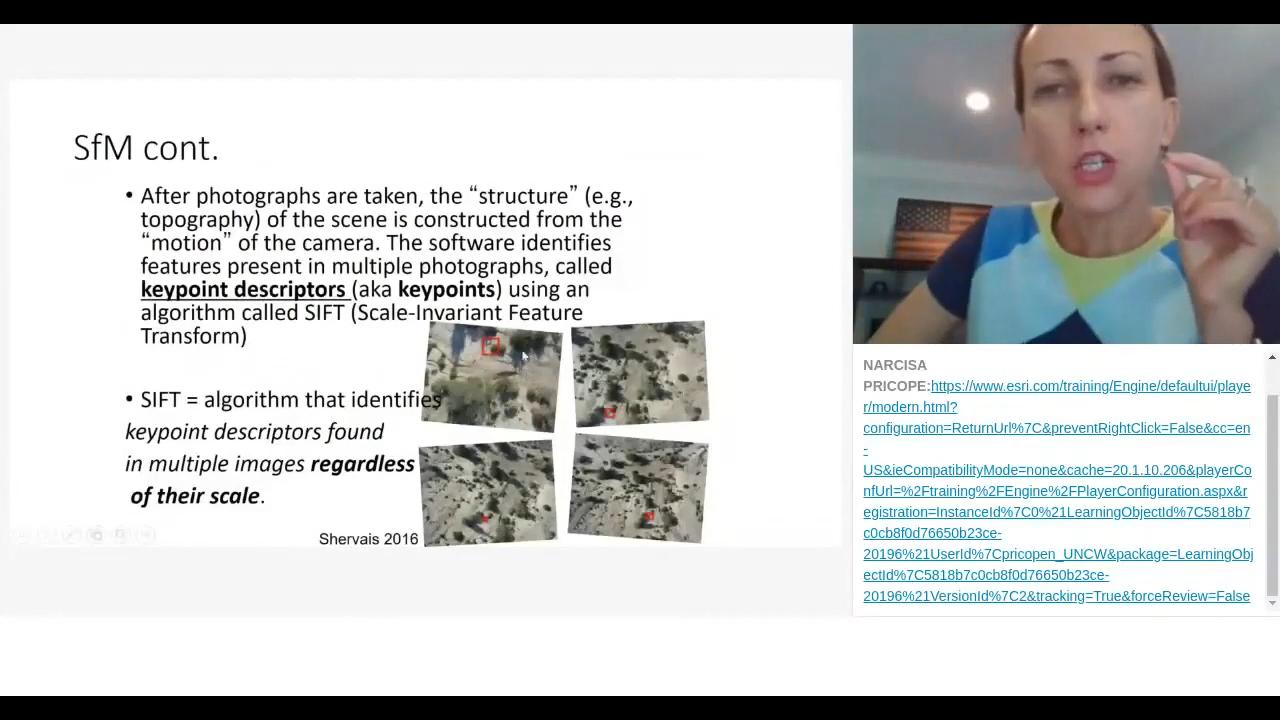 SfM cont.
• After photographs are taken, the “structure” (e.g.,
topography) of the scene is constructed from the
“motion” of the camera. The software identifies
features present in multiple photographs, called
keypoint descriptors (aka keypoints) using an
algorithm called SIFT (Scale-Invariant Feature
Transform)
• SIFT = algorithm that identifies
keypoint descriptors found
in multiple images regardless
of their scale.
Shervais 2016
NARCISA
PRICOPE:https://www.esri.com/training/Engine/defaultui/playe
r/modern.html?
configuration=ReturnUrl%7C&preventRightClick=False&cc=en
-
US&ieCompatibilityMode=none&cache=20.1.10.206&playerCo
nfUrl=%2Ftraining%2FEngine%2FPlayerConfiguration.aspx&r
egistration=InstanceId%7C0%21LearningObjectId%7C5818b7
c0cb8f0d76650b23ce-
20196%21UserId%7Cpricopen_UNCW&package=LearningObj
ectId%7C5818b7c0cb8f0d76650b23ce-
20196%21VersionId%7C2&tracking=True&forceReview=False